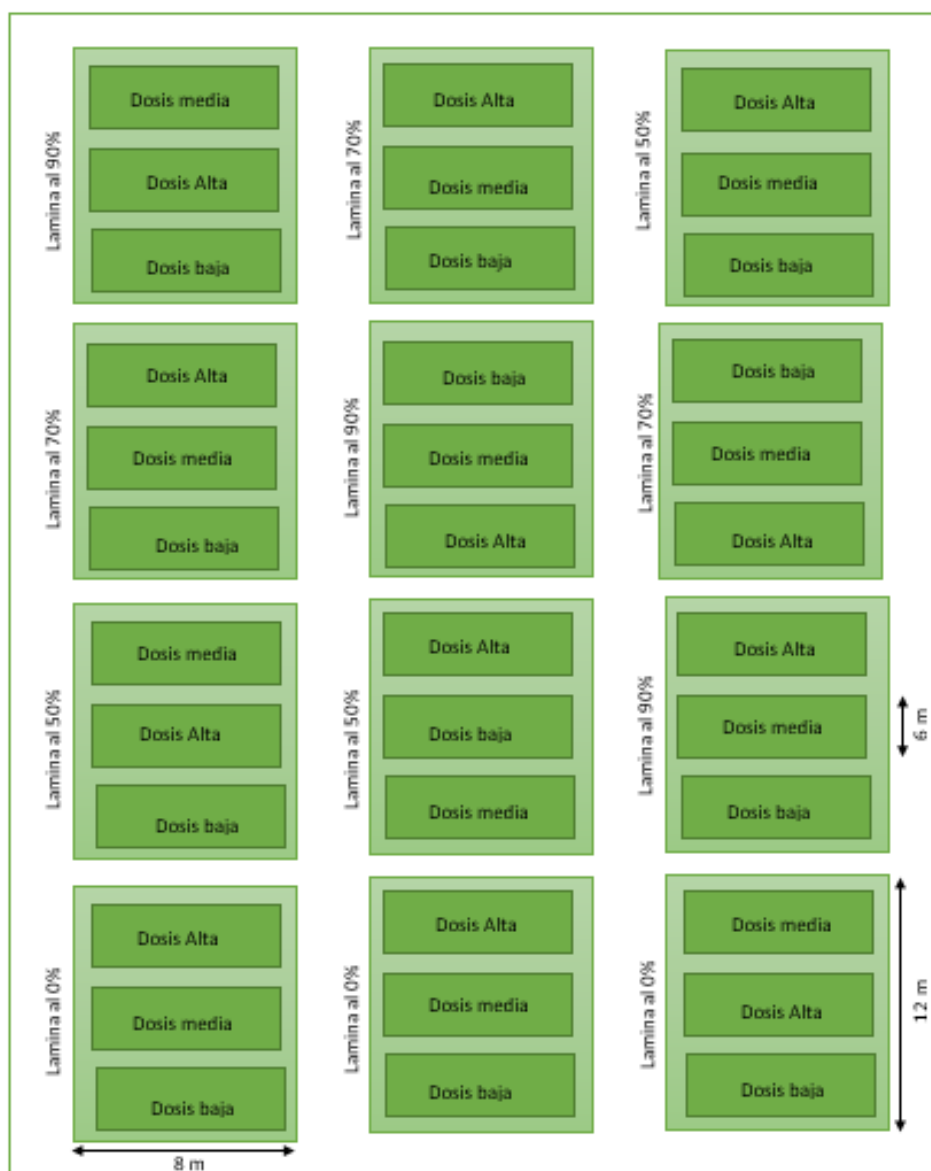 Lamina al 90%
Dosis media
Dosis Alta
Dosis baja
Lamina al 70%
Dosis Alta
Dosis media
Dosis baja
Lamina al 50%
Dosis Alta
Dosis media
Dosis baja
Lamina al 70%
Dosis Alta
Dosis media
Dosis baja
Lamina al 90%
Dosis baja
Dosis media
Dosis Alta
Lamina al 70%
Dosis baja
Dosis media
Dosis Alta
Lamina al 50%
Dosis media
Dosis Alta
Dosis baja
Lamina al 50%
Dosis Alta
Dosis baja
Dosis media
Lamina al 90%
Dosis Alta
Dosis media
Dosis baja
6 m
Lamina al 0%
Dosis Alta
Dosis media
Dosis baja
Lamina al 0%
Dosis Alta
Dosis media
Dosis baja
Lamina al 0%
Dosis media
Dosis Alta
Dosis baja
12 m
8 m